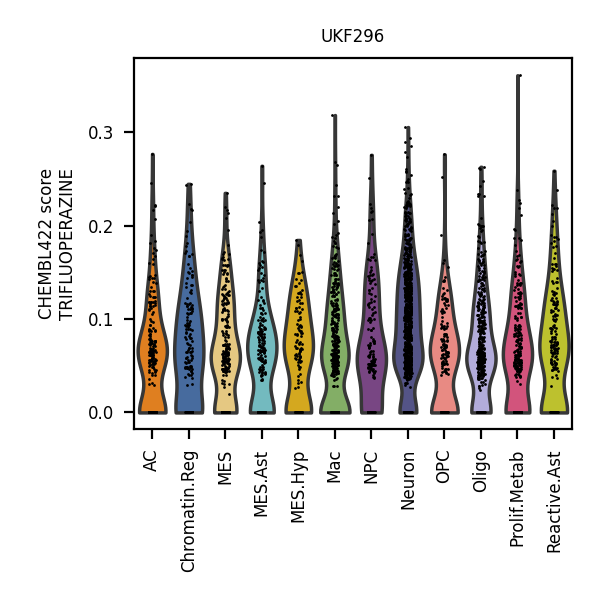 UKF296
CHEMBL422 score
TRIFLUOPERAZINE
0.3
0.2
0.1
0.0
AC
Chromatin.Reg
MES
MES.Ast
MES.Hyp
Mac
NPC
Neuron
OPC
Oligo
Prolif.Metab
Reactive.Ast